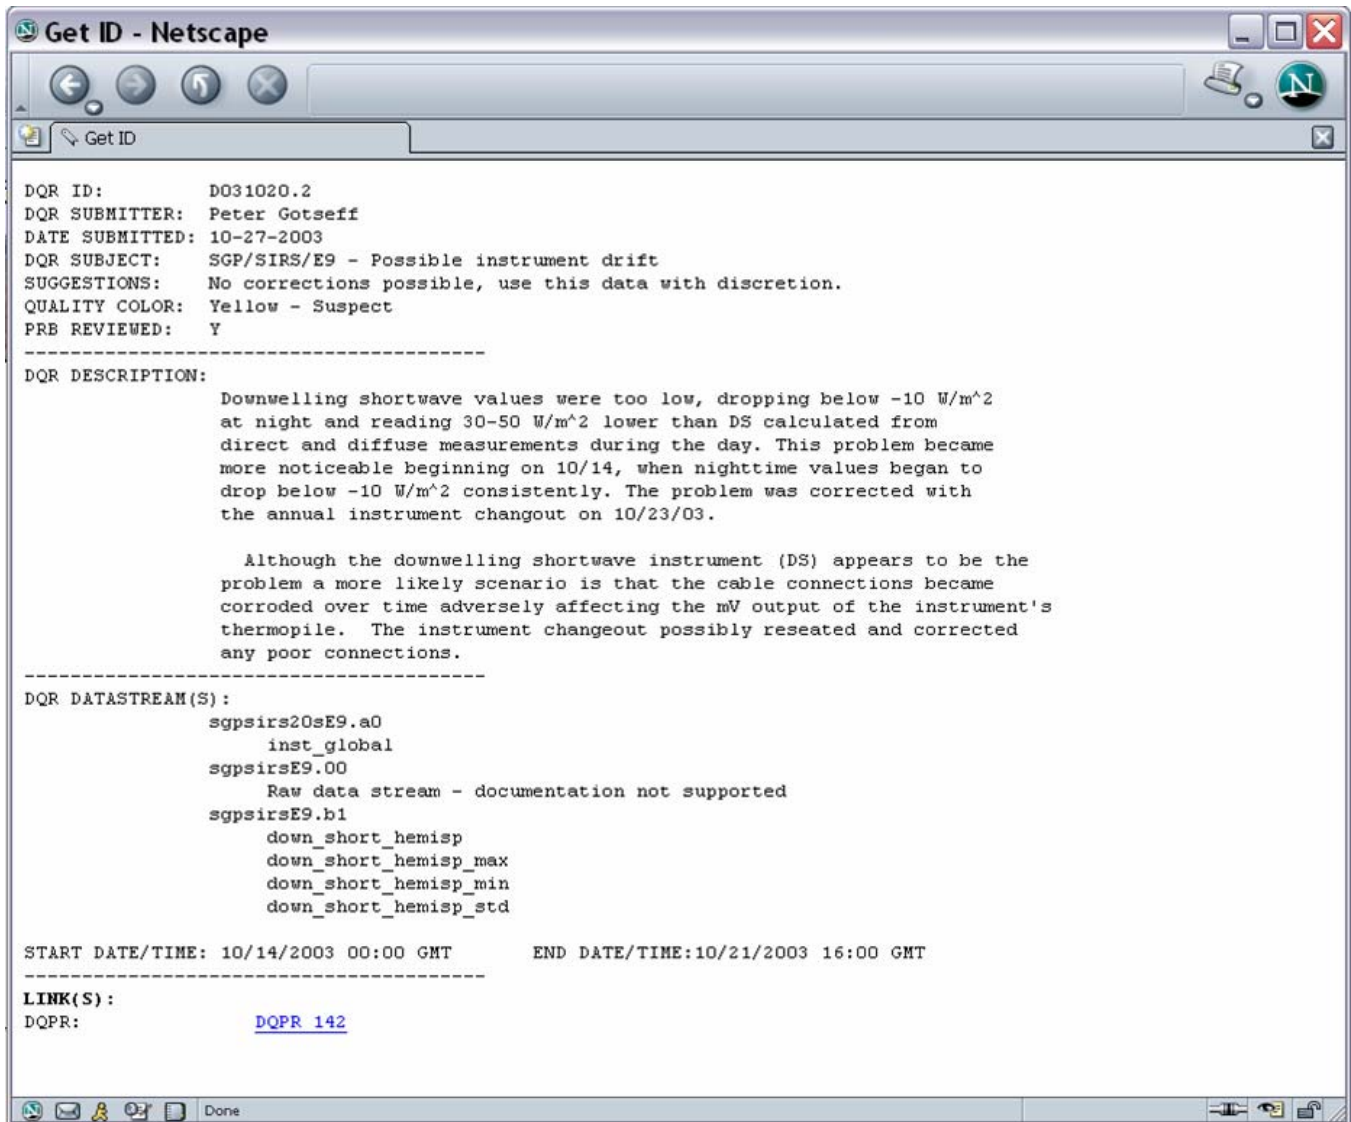 Get ID - Netscape
N
Get ID
DQR ID: D031020.2
DQR SUBMITTER: Peter Gotseff
DATE SUBMITTED: 10-27-2003
DQR SUBJECT: SGP/SIRS/E9 - Possible instrument drift
SUGGESTIONS: No corrections possible, use this data with discretion.
QUALITY COLOR: Yellow - Suspect
PRB REVIEWED: Y
----------------------------------------
DQR DESCRIPTION:
Downwelling shortwave values were too low, dropping below -10 W/m^2
at night and reading 30-50 W/m^2 lower than DS calculated from
direct and diffuse measurements during the day. This problem became
more noticeable beginning on 10/14, when nighttime values began to
drop below -10 W/m^2 consistently. The problem was corrected with
the annual instrument changout on 10/23/03.
Although the downwelling shortwave instrument (DS) appears to be the
problem a more likely scenario is that the cable connections became
corroded over time adversely affecting the mV output of the instrument's
thermopile. The instrument changeout possibly reseated and corrected
any poor connections.
----------------------------------------
DQR DATASTREAM(S):
sgpsirs20sE9.a0
inst_global
sgpsirsE9.00
Raw data stream - documentation not supported
sgpsirsE9.b1
down_short_hemisp
down_short_hemisp_max
down_short_hemisp_min
down_short_hemisp_std
START DATE/TIME: 10/14/2003 00:00 GMT END DATE/TIME:10/21/2003 16:00 GMT
----------------------------------------
LINK(S):
DQPR: DQPR 142
Done